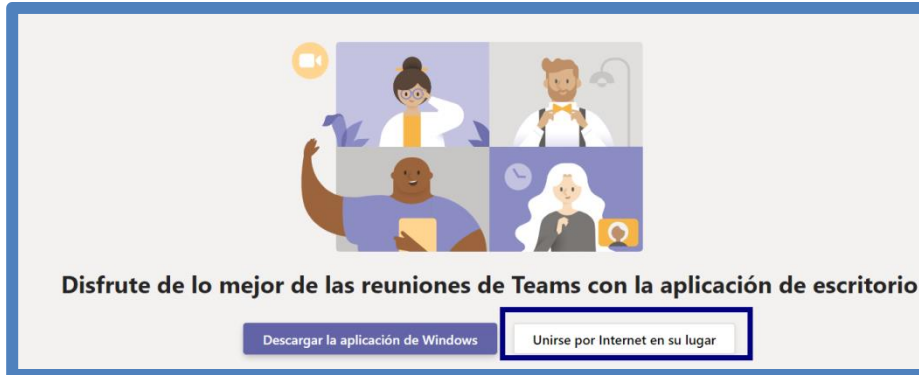 Disfrute de lo mejor de las reuniones de Teams con la aplicación de escritorio
Descargar la aplicación de Windows
Unirse por Internet en su lugar